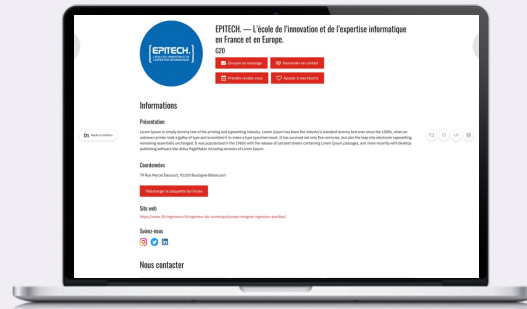 EPITECH. — L'école de l'innovation et de l'expertise informatique
en France et en Europe.
G20
[EPITECH.]
L'ECOLE DE L'INNOVATION ET DE
L'EXPERTISE INFORMATIQUE
Envoyer un message
Demander un contact
Prendre rendez-vous
Ajouter à mes favoris
Informations
Présentation
Lorem Ipsum is simply dummy text of the printing and typesetting industry. Lorem Ipsum has been the industry's standard dummy text ever since the 1500s, when an
unknown printer took a galley of type and scrambled it to make a type specimen book. It has survived not only five centuries, but also the leap into electronic typesetting,
remaining essentially unchanged. It was popularised in the 1960s with the release of Letraset sheets containing Lorem Ipsum passages, and more recently with desktop
publishing software like Aldus PageMaker including versions of Lorem Ipsum.
Coordonnées
79 Rue Marcel Dassault, 92100 Boulogne-Billancourt
Télécharger la plaquette de l'école
Site web
Suivez-nous
Nous contacter